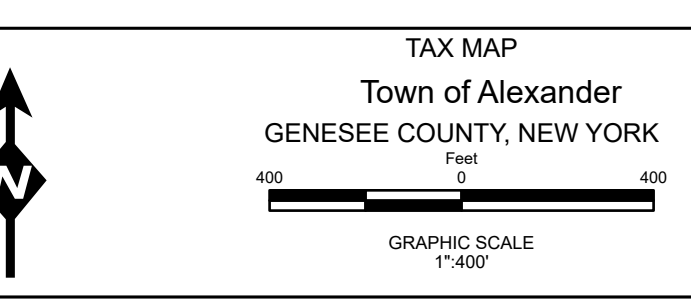 TAX MAP
Town of Alexander
GENESEE COUNTY, NEW YORK
Feet
400 0 400
GRAPHIC SCALE
1":400'
N